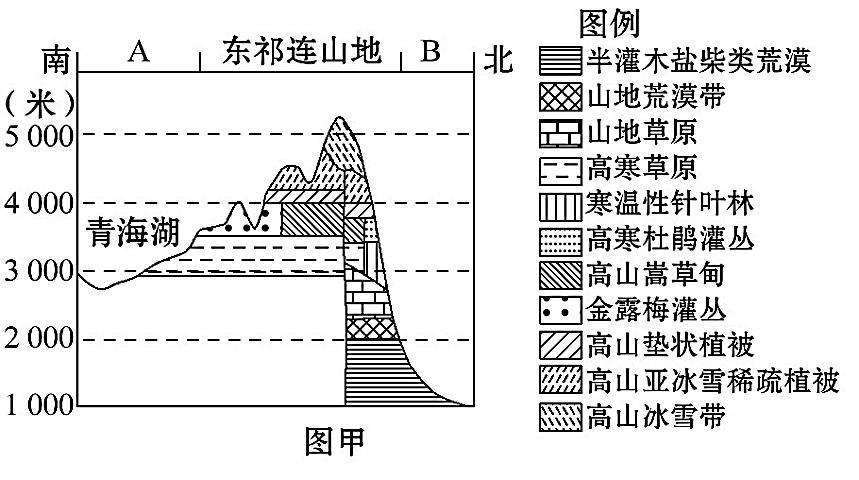 图例
南 A 东祁连山地 B 北
(米)
5 000
4 000
青海湖
3 000
2 000
1 000
半灌木盐柴类荒漠
山地荒漠带
山地草原
高寒草原
寒温性针叶林
高寒杜鹃灌丛
高山嵩草甸
金露梅灌丛
高山垫状植被
高山亚冰雪稀疏植被
高山冰雪带
图甲